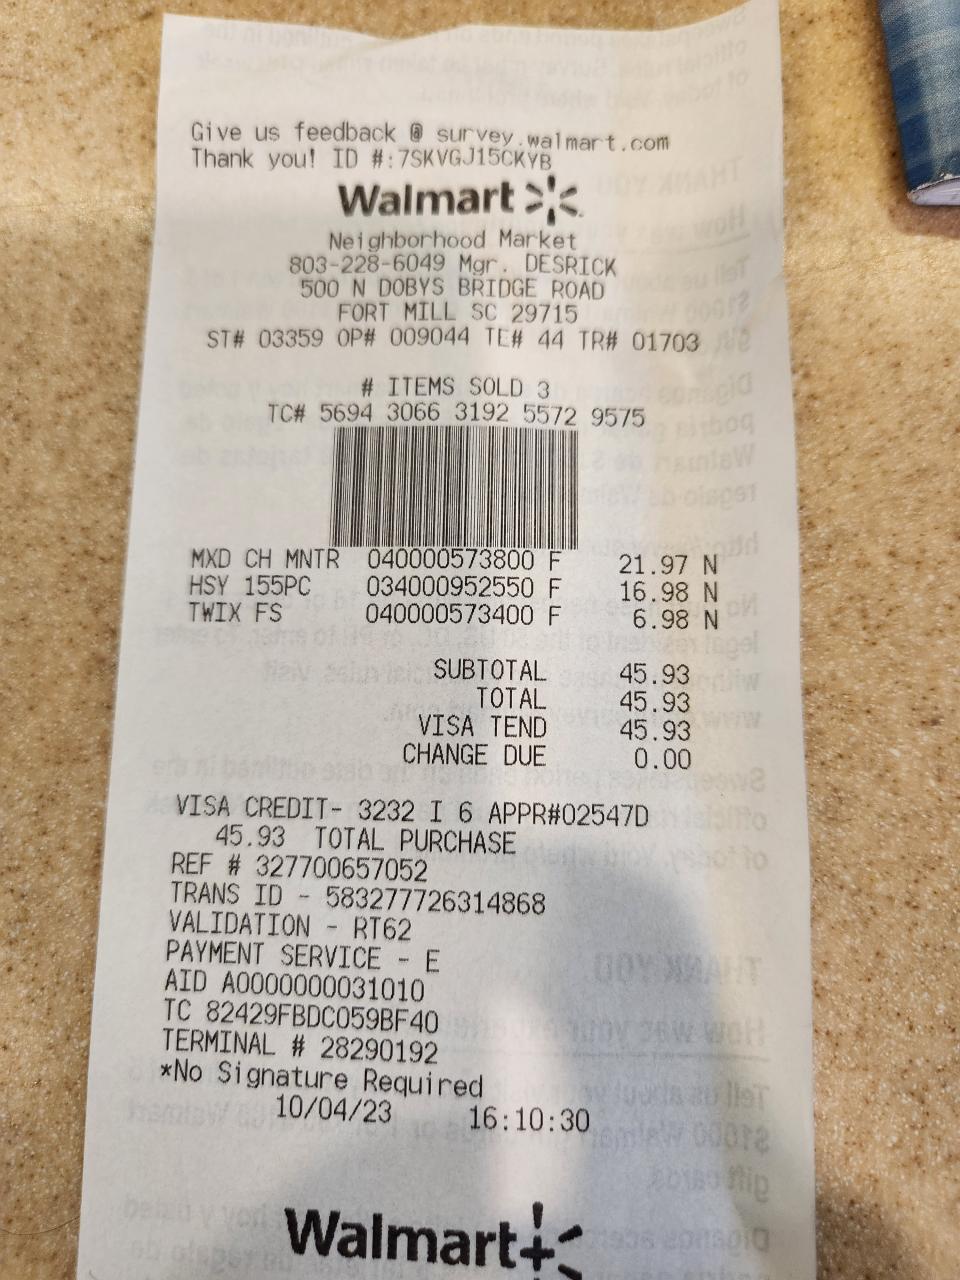 Give us feedback @ survey.walmart.com
Thank you! ID #:7SKVGJ15CKYB
Walmart
Neighborhood Market
803-228-6049 Mgr. DESRICK
500 N DOBYS BRIDGE ROAD
FORT MILL SC 29715
ST# 03359 OP# 009044 TE# 44 TR# 01703
# ITEMS SOLD 3
TC# 5694 3066 3192 5572 9575
MXD CH MNTR 040000573800 F 21.97 N
HSY 155PC 034000952550 F 16.98 N
TWIX FS 040000573400 F 6.98 N
SUBTOTAL 45.93
TOTAL 45.93
VISA TEND 45.93
CHANGE DUE 0.00
VISA CREDIT- 3232 I 6 APPR#02547D
45.93 TOTAL PURCHASE
REF # 327700657052
TRANS ID - 583277726314868
VALIDATION - RT62
PAYMENT SERVICE - E
AID A0000000031010
TC 82429FBDC059BF40
TERMINAL # 28290192
*No Signature Required
10/04/23 16:10:30
Walmart+